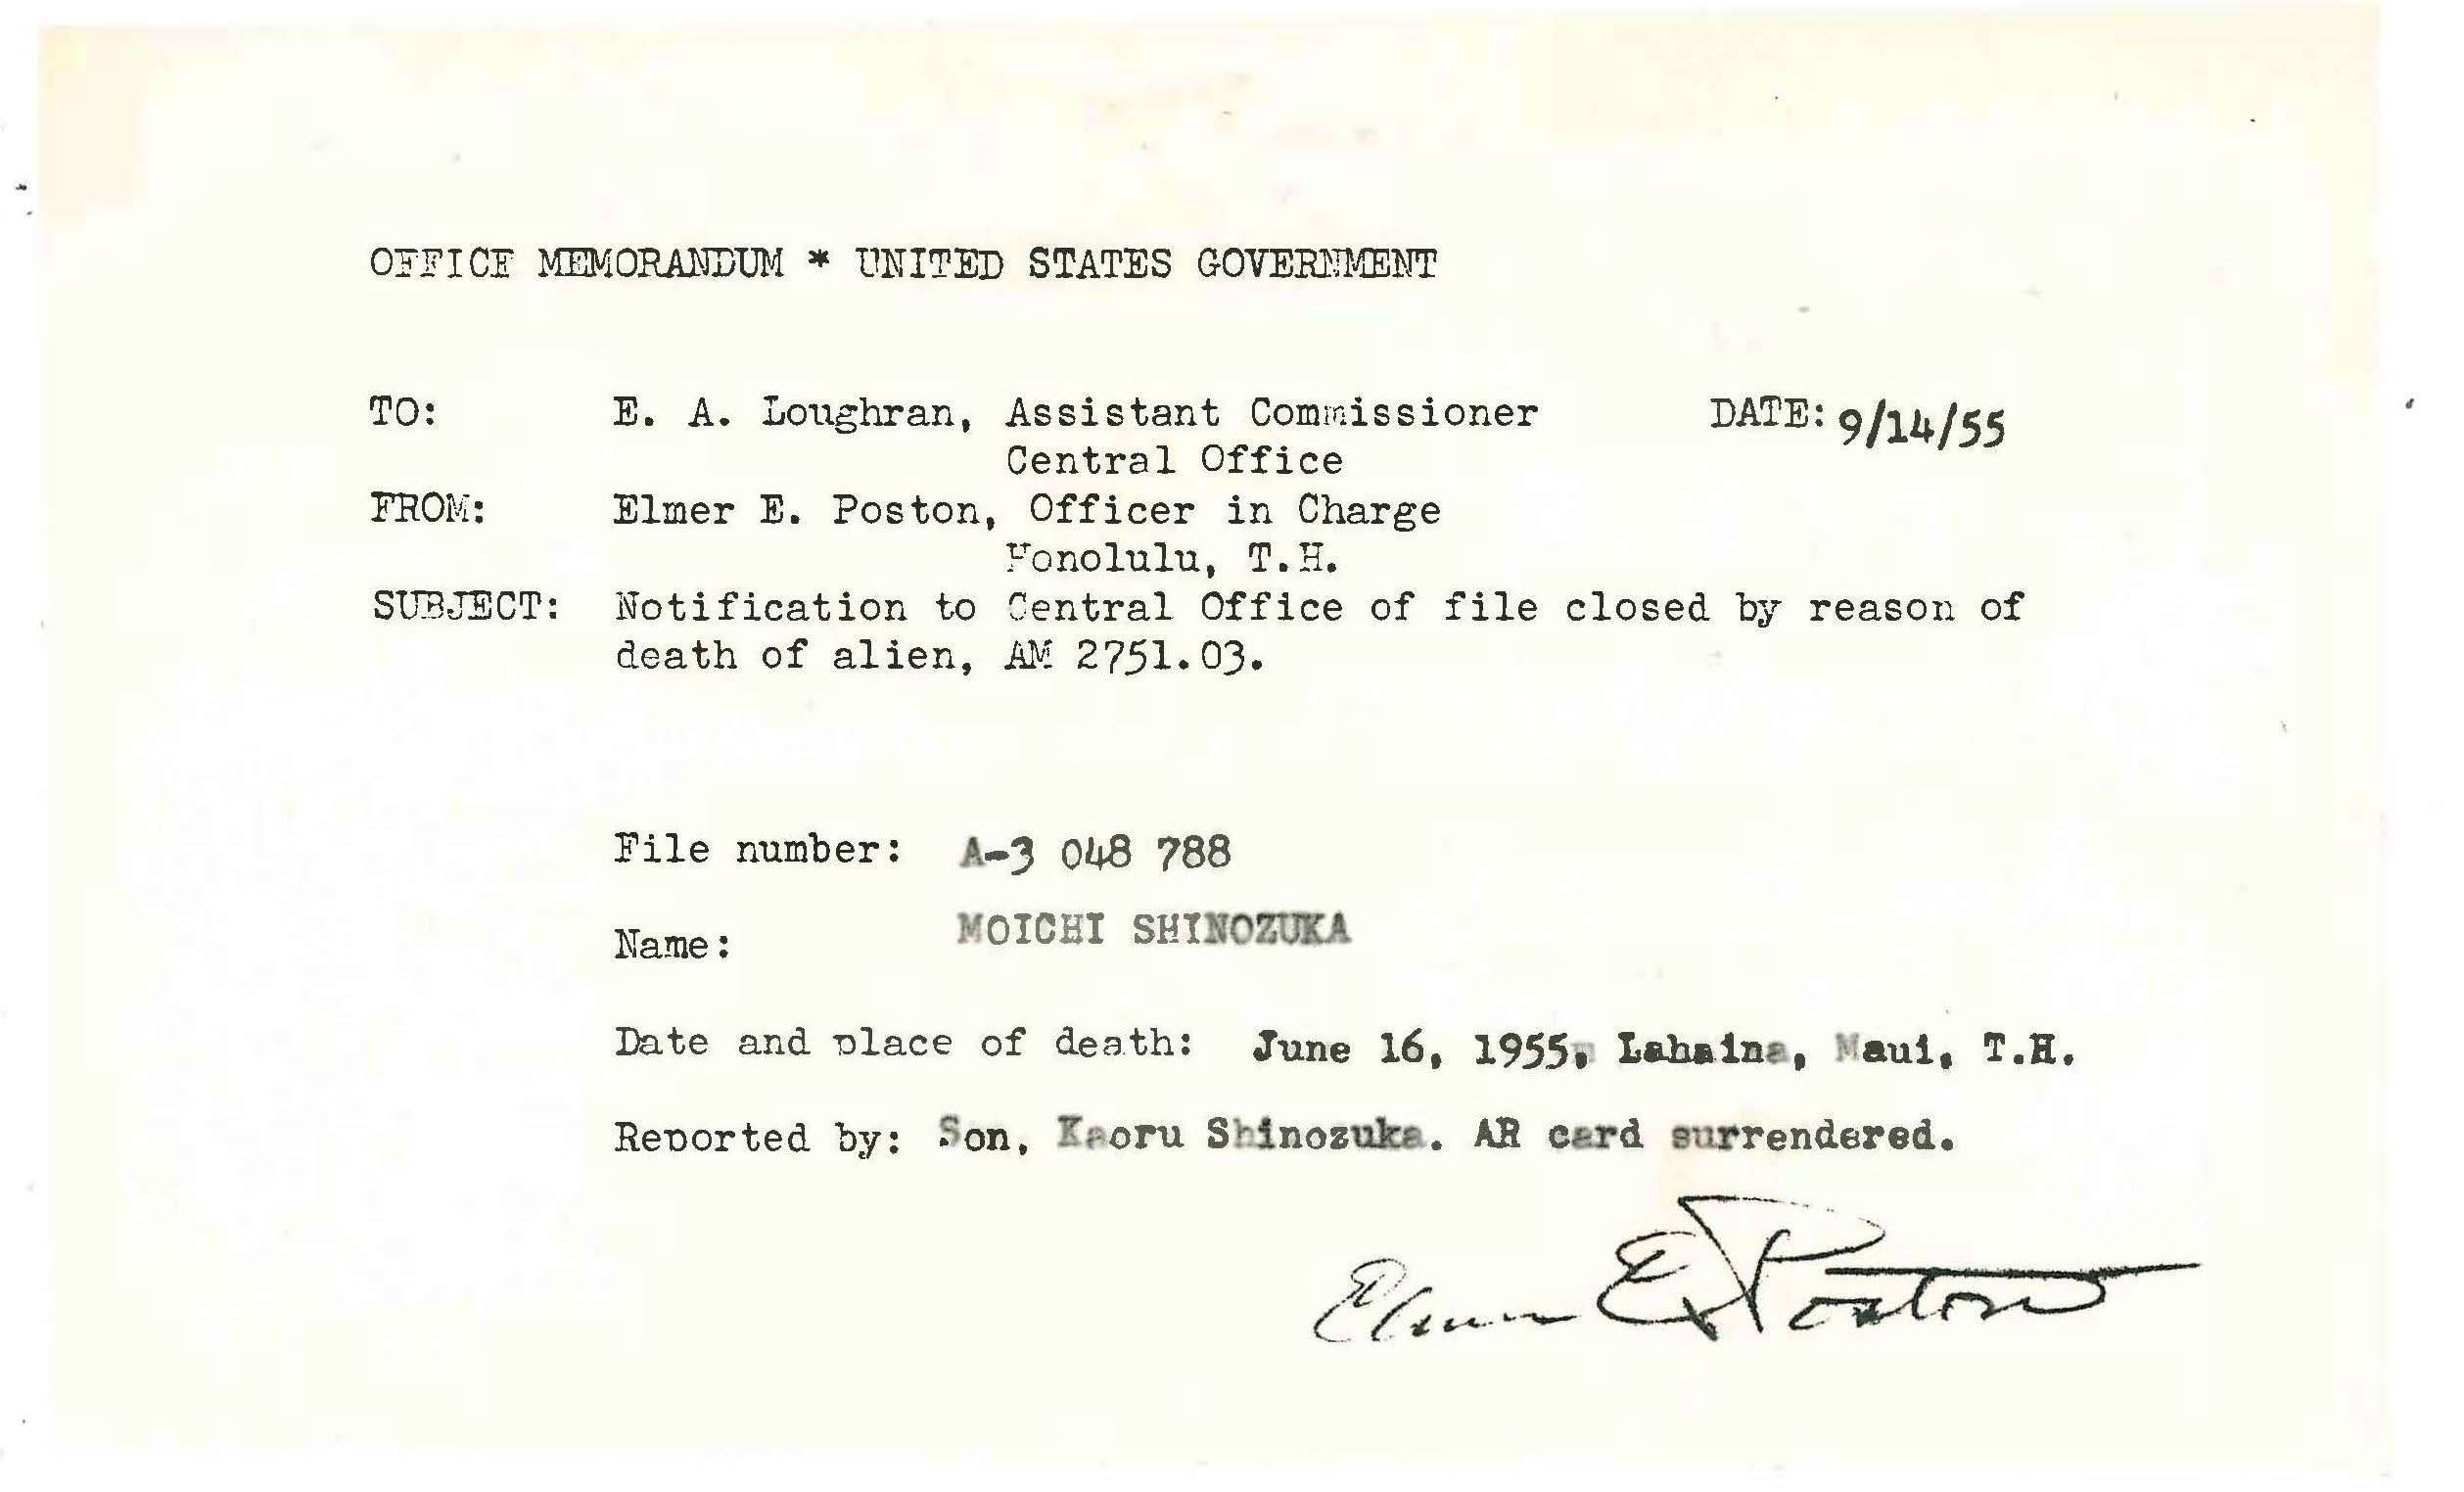 OFFICE MEMORANDUM * UNITED STATES GOVERNMENT
TO: E. A. Loughran, Assistant Commissioner DATE: 9/14/55
Central Office
FROM: Elmer E. Poston, Officer in Charge
Honolulu, T.H.
SUBJECT: Notification to Central Office of file closed by reason of
death of alien, AM 2751.03.
File number: A-3 048 788
Name: MOICHI SHINOZUKA
Date and place of death: June 16, 1955, Lahaina, Maui, T.H.
Reported by: Son, Kaoru Shinozuka. AR card surrendered.
Elmer E Poston